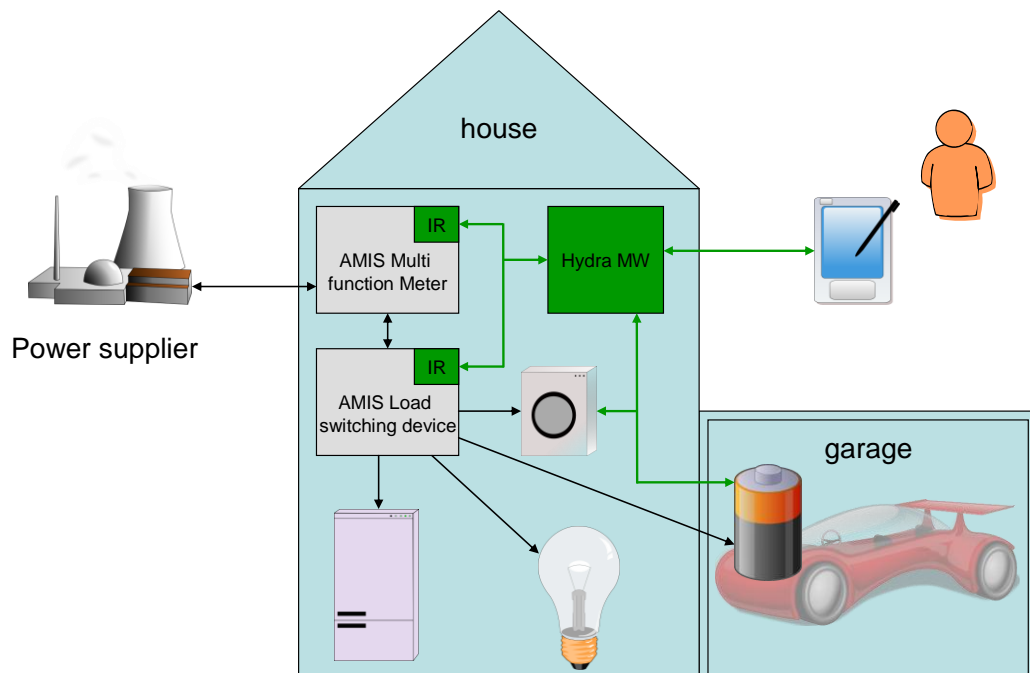 house
IR
AMIS Multi
function Meter
Hydra MW
Power supplier
IR
AMIS Load
switching device
garage